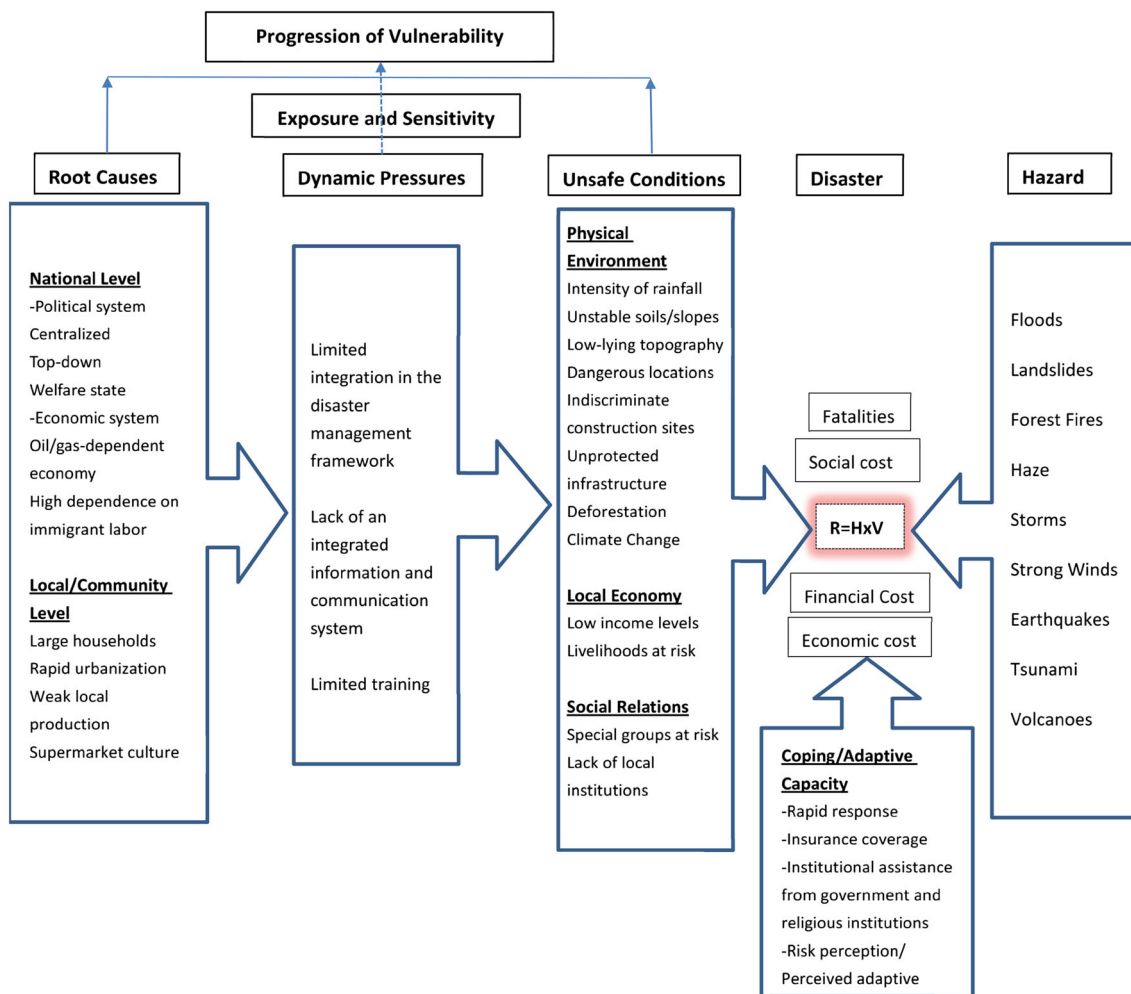 Progression of Vulnerability
Exposure and Sensitivity
Root Causes
Dynamic Pressures
Unsafe Conditions
Disaster
Hazard
National Level
-Political system
Centralized
Top-down
Welfare state
-Economic system
Oil/gas-dependent
economy
High dependence on
immigrant labor
Local/Community
Level
Large households
Rapid urbanization
Weak local
production
Supermarket culture
Limited
integration in the
disaster
management
framework
Lack of an
integrated
information and
communication
system
Limited training
Physical
Environment
Intensity of rainfall
Unstable soils/slopes
Low-lying topography
Dangerous locations
Indiscriminate
construction sites
Unprotected
infrastructure
Deforestation
Climate Change
Local Economy
Low income levels
Livelihoods at risk
Social Relations
Special groups at risk
Lack of local
institutions
Fatalities
Social cost
R=HxV
Financial Cost
Economic cost
Coping/Adaptive
Capacity
-Rapid response
-Insurance coverage
-Institutional assistance
from government and
religious institutions
-Risk perception/
Perceived adaptive
Floods
Landslides
Forest Fires
Haze
Storms
Strong Winds
Earthquakes
Tsunami
Volcanoes